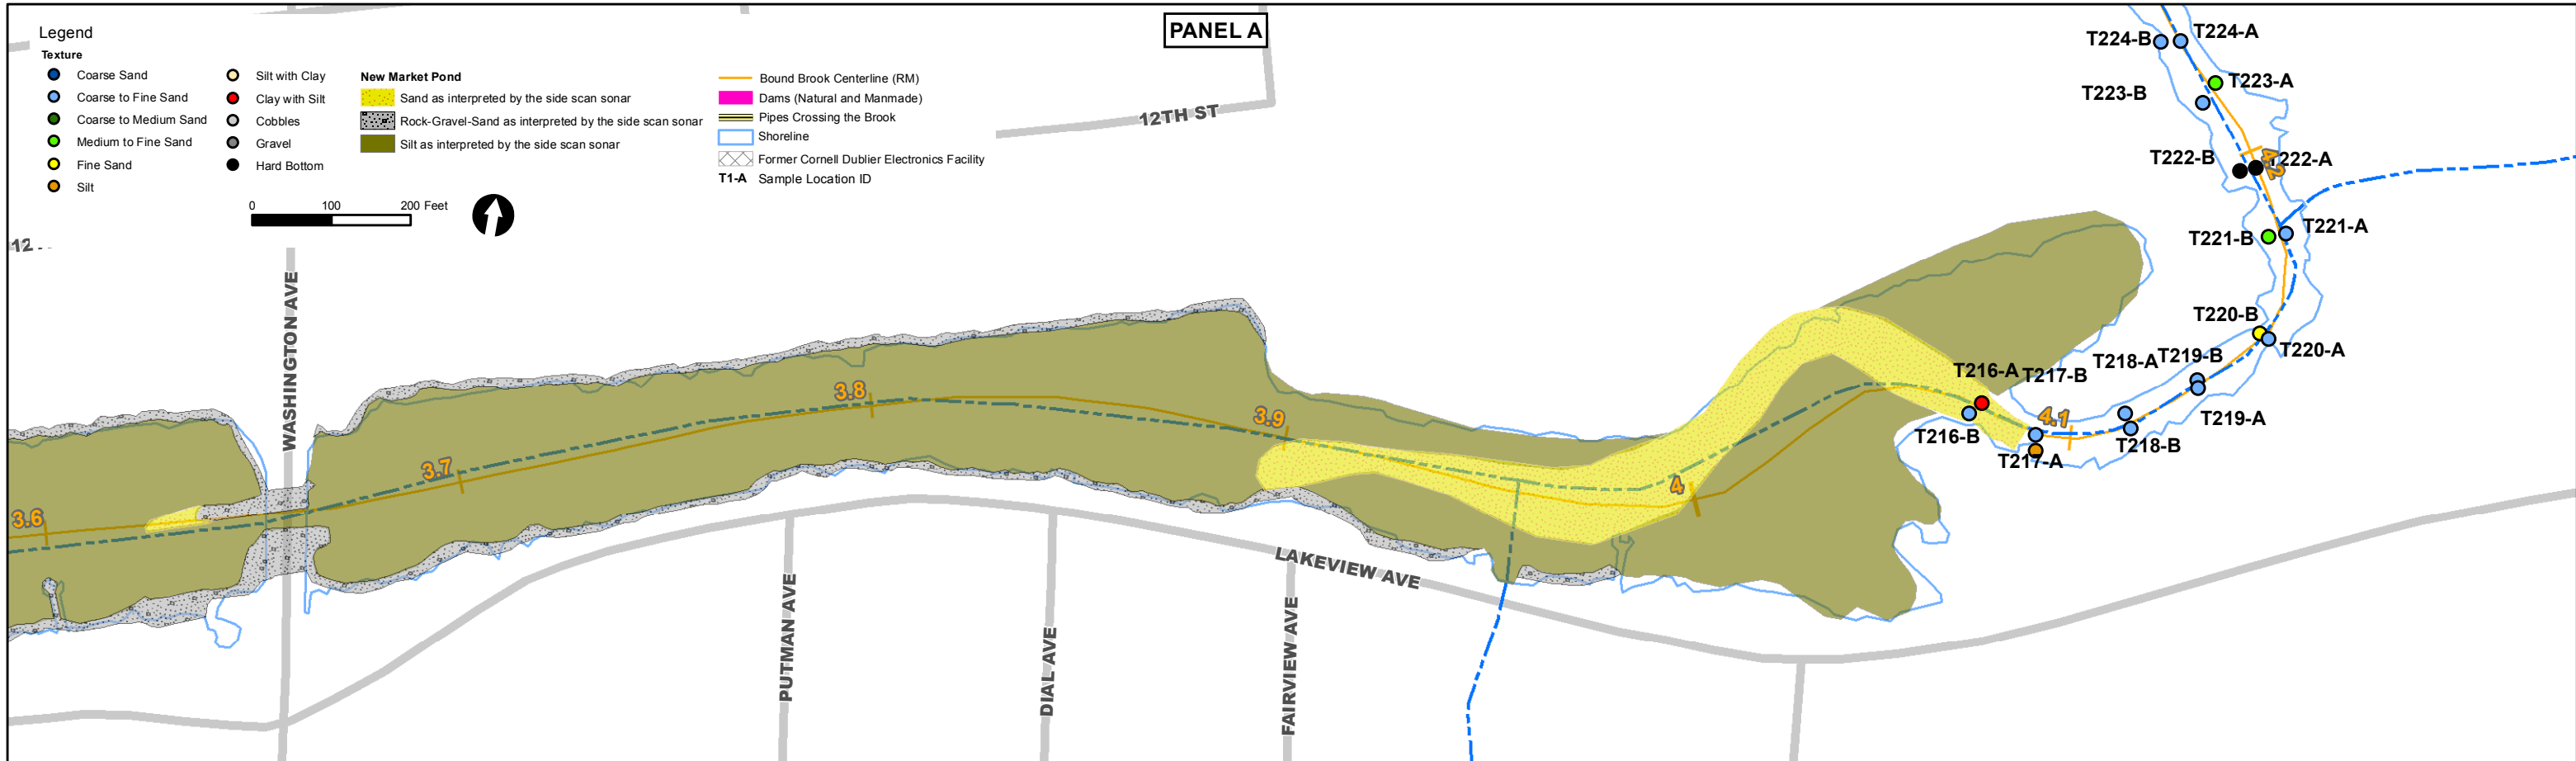 PANEL A
Legend
Texture
Coarse Sand
Coarse to Fine Sand
Coarse to Medium Sand
Medium to Fine Sand
Fine Sand
Silt
Silt with Clay
Clay with Silt
Cobbles
Gravel
Hard Bottom
New Market Pond
Sand as interpreted by the side scan sonar
Rock-Gravel-Sand as interpreted by the side scan sonar
Silt as interpreted by the side scan sonar
Bound Brook Centerline (RM)
Dams (Natural and Manmade)
Pipes Crossing the Brook
Shoreline
Former Cornell Dublier Electronics Facility
T1-A Sample Location ID
0 100 200 Feet
12TH ST
12
WASHINGTON AVE
PUTMAN AVE
DIAL AVE
FAIRVIEW AVE
LAKEVIEW AVE
3.6
3.7
3.8
3.9
4
4.1
4.2
T224-B
T224-A
T223-A
T223-B
T222-B
T222-A
T221-B
T221-A
T220-B
T220-A
T219-B
T218-A
T219-A
T218-B
T217-B
T216-A
T216-B
T217-A